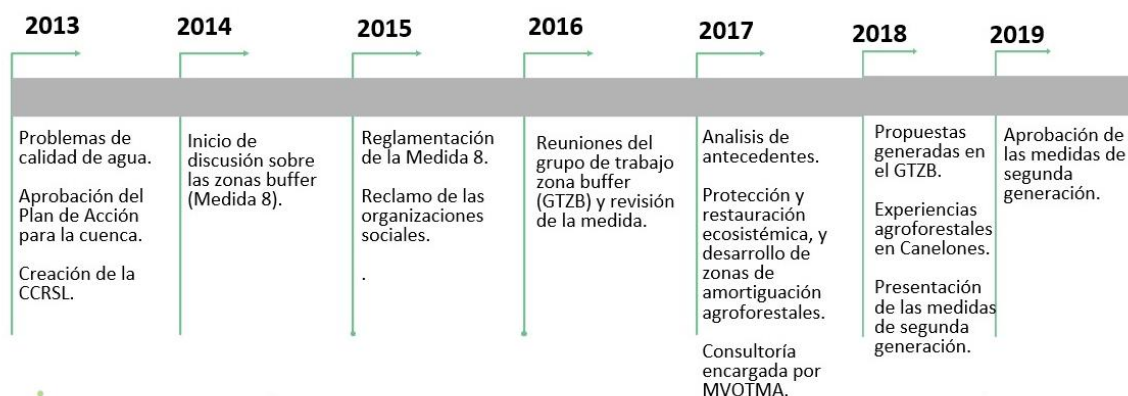 2013
Problemas de
calidad de agua.
Aprobación del
Plan de Acción
para la cuenca.
Creación de la
CCRSL.
2014
Inicio de
discusión sobre
las zonas buffer
(Medida 8).
2015
Reglamentación
de la Medida 8.
Reclamo de las
organizaciones
sociales.
.
2016
Reuniones del
grupo de trabajo
zona buffer
(GTZB) y revisión
de la medida.
2017
Analisis de
antecedentes.
Protección y
restauración
ecosistémica, y
desarrollo de
zonas de
amortiguación
agroforestales.
Consultoría
encargada por
MVOTMA.
2018
Propuestas
generadas en
el GTZB.
Experiencias
agroforestales
en Canelones.
Presentación
de las medidas
de segunda
generación.
2019
Aprobación de
las medidas de
segunda
generación.